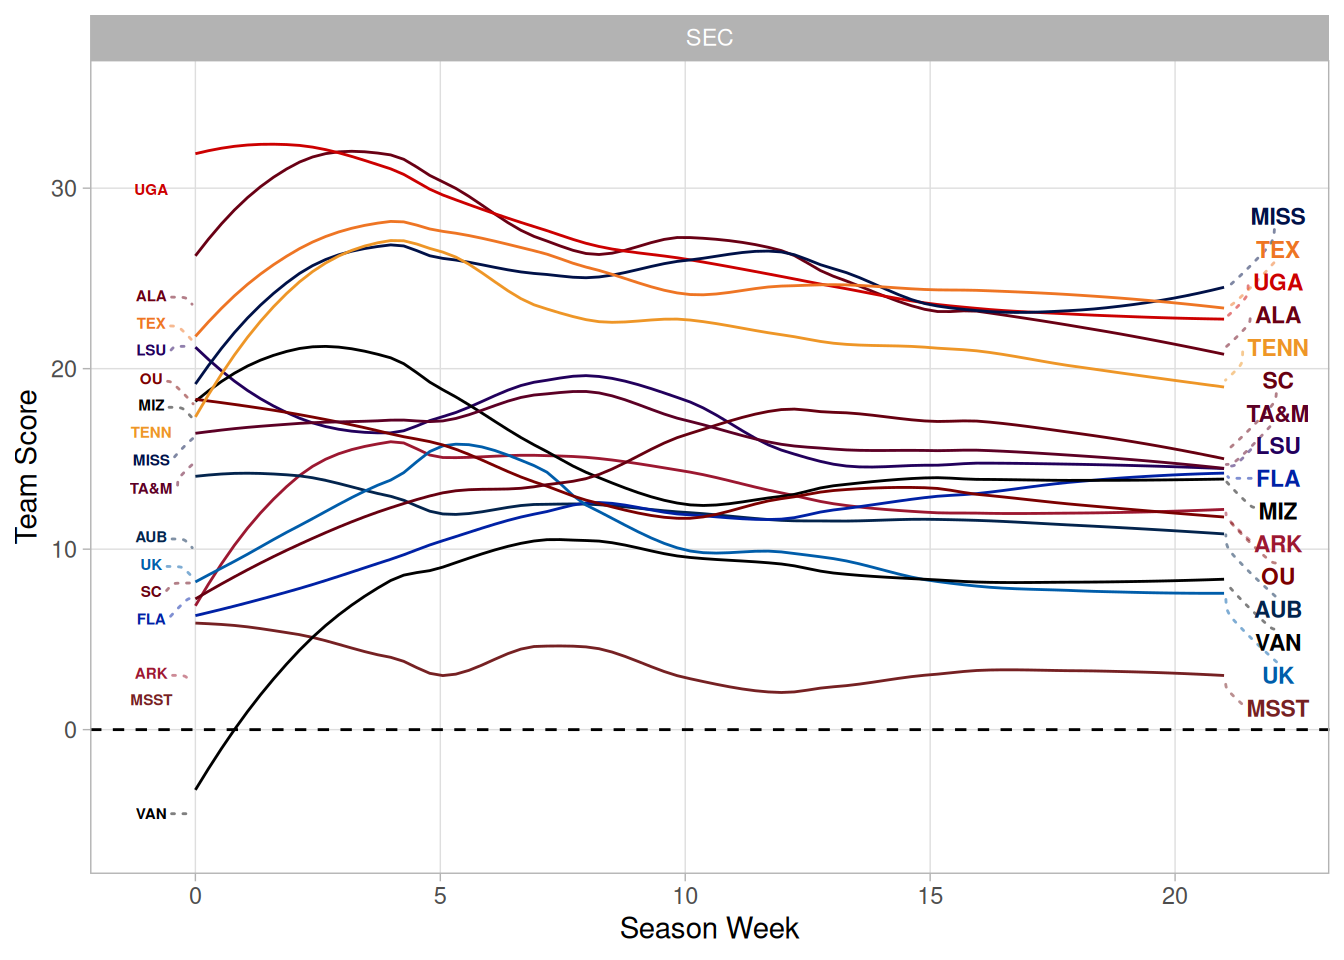 SEC
Team Score
30
20
10
0
UGA
ALA
TEX
LSU
OU
MIZ
TENN
MISS
TA&M
AUB
UK
SC
FLA
ARK
MSST
VAN
MISS
TEX
UGA
ALA
TENN
SC
TA&M
LSU
FLA
MIZ
ARK
OU
AUB
VAN
UK
MSST
0
5
10
15
20
Season Week